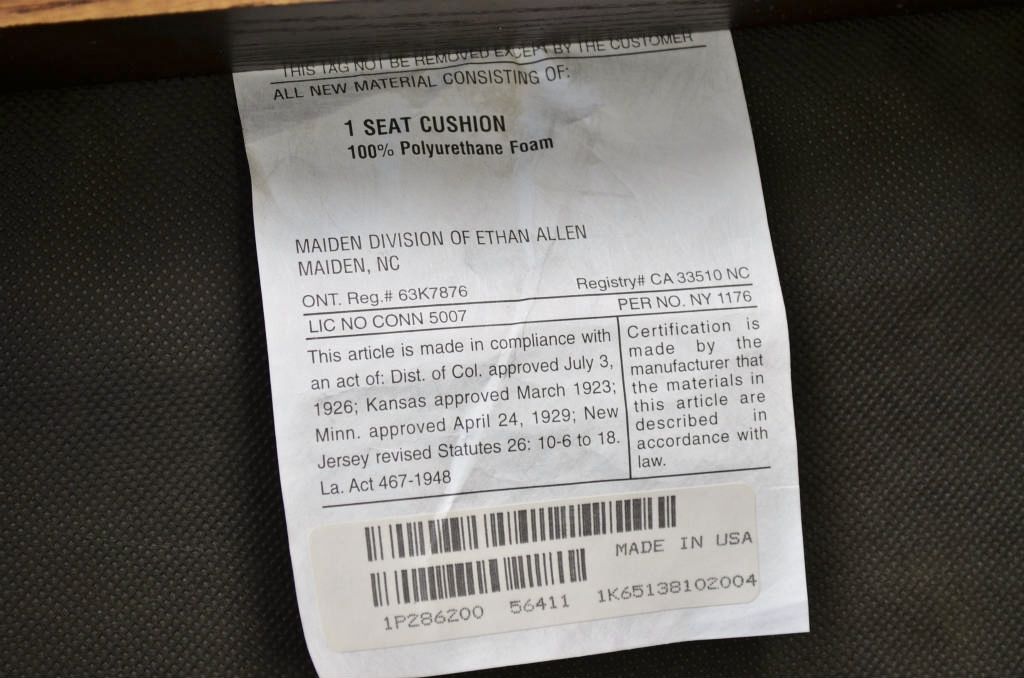 THIS TAG NOT BE REMOVED EXCEPT BY THE CUSTOMER
ALL NEW MATERIAL CONSISTING OF:
1 SEAT CUSHION
100% Polyurethane Foam
MAIDEN DIVISION OF ETHAN ALLEN
MAIDEN, NC
ONT. Reg.# 63K7876 Registry# CA 33510 NC
LIC NO CONN 5007 PER NO. NY 1176
This article is made in compliance with
an act of: Dist. of Col. approved July 3,
1926; Kansas approved March 1923;
Minn. approved April 24, 1929; New
Jersey revised Statutes 26: 10-6 to 18.
La. Act 467-1948
Certification is
made by the
manufacturer that
the materials in
this article are
described in
accordance with
law.
MADE IN USA
1P286200 56411 1K65138102004